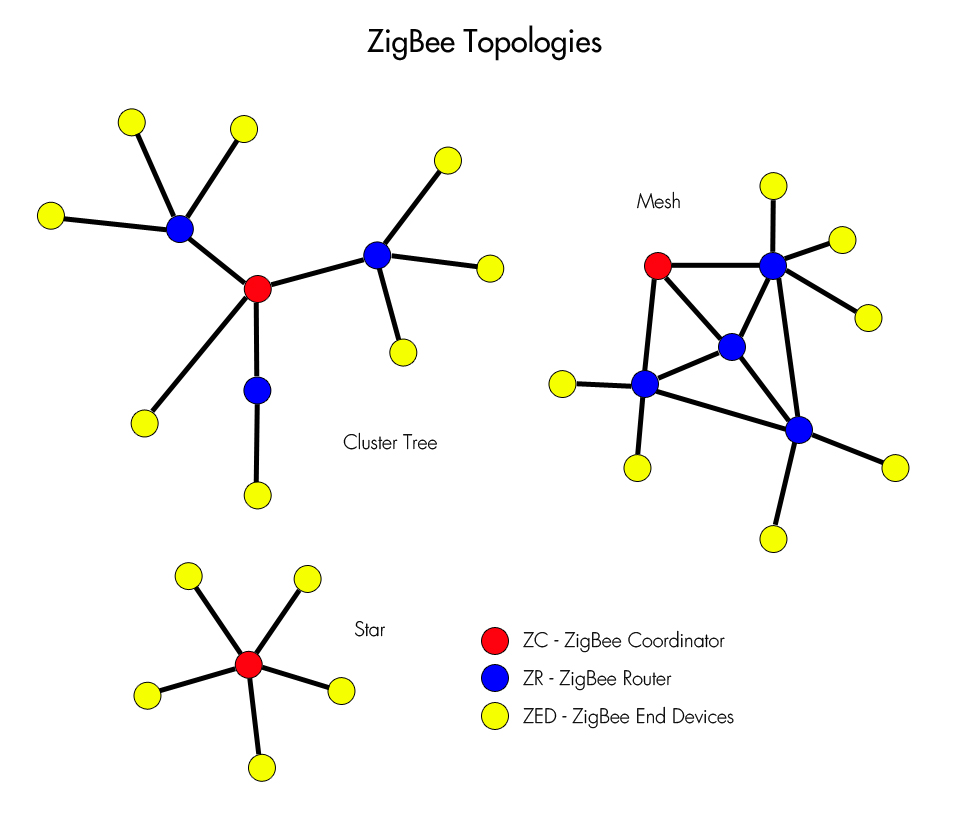 ZigBee Topologies
Mesh
Cluster Tree
Star
ZC - ZigBee Coordinator
ZR - ZigBee Router
ZED - ZigBee End Devices